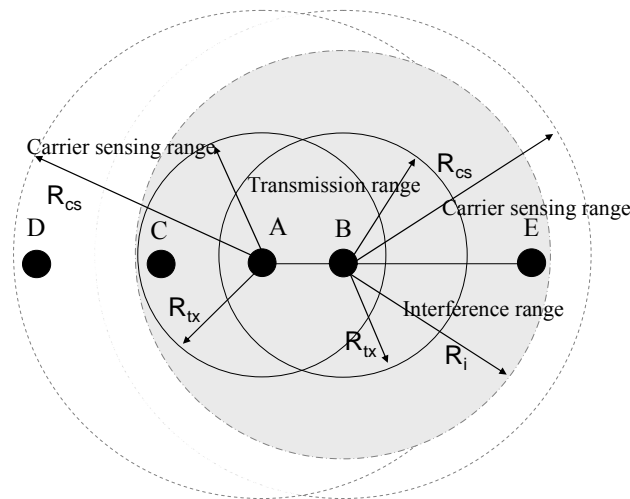 Carrier sensing range
R_cs
Transmission range
R_cs
Carrier sensing range
D
C
A
B
E
R_tx
Interference range
R_tx
R_i